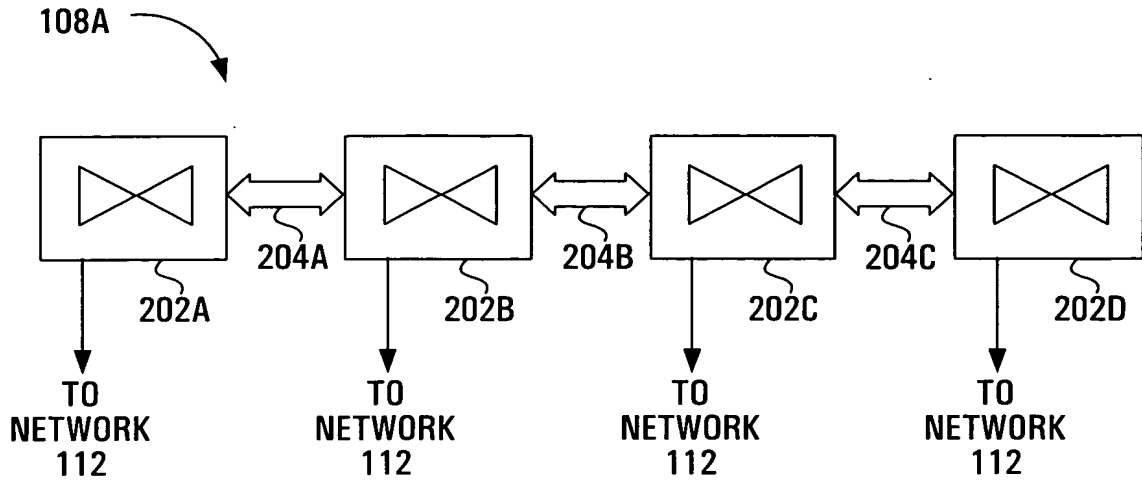 108A
204A
204B
204C
202A
202B
202C
202D
TO
NETWORK
112
TO
NETWORK
112
TO
NETWORK
112
TO
NETWORK
112